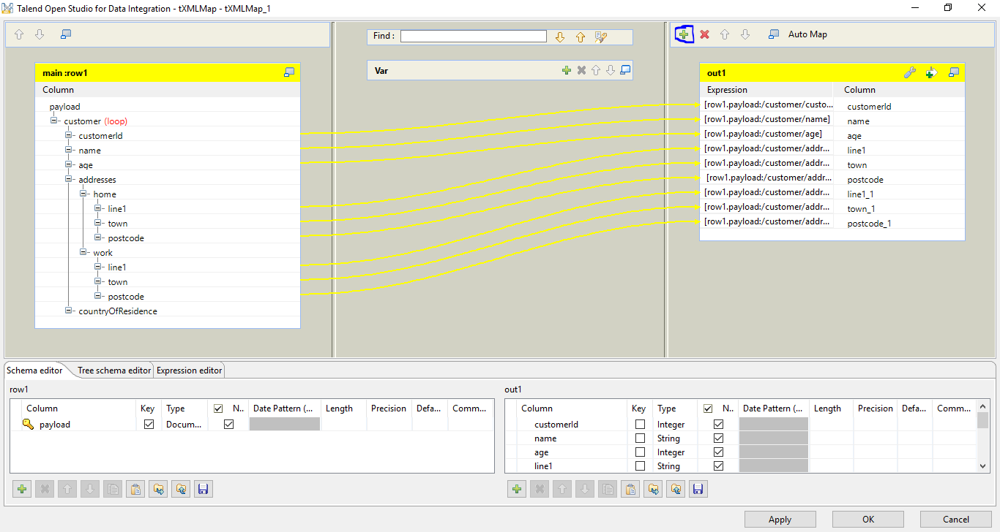 Talend Open Studio for Data Integration - tXMLMap - tXMLMap_1
Find :
Auto Map
main :row1
Var
out1
Column
Expression Column
payload
customer (loop)
customerId
name
age
addresses
home
line1
town
postcode
work
line1
town
postcode
countryOfResidence
[row1.payload:/customer/custo... customerId
[row1.payload:/customer/name] name
[row1.payload:/customer/age] age
[row1.payload:/customer/addr... line1
[row1.payload:/customer/addr... town
[row1.payload:/customer/addr... postcode
[row1.payload:/customer/addr... line1_1
[row1.payload:/customer/addr... town_1
[row1.payload:/customer/addr... postcode_1
Schema editor Tree schema editor Expression editor
row1
Column Key Type N.. Date Pattern (... Length Precision Defa... Comm...
payload Docum...
out1
Column Key Type N.. Date Pattern (... Length Precision Defa... Comm...
customerId Integer
name String
age Integer
line1 String
Apply OK Cancel